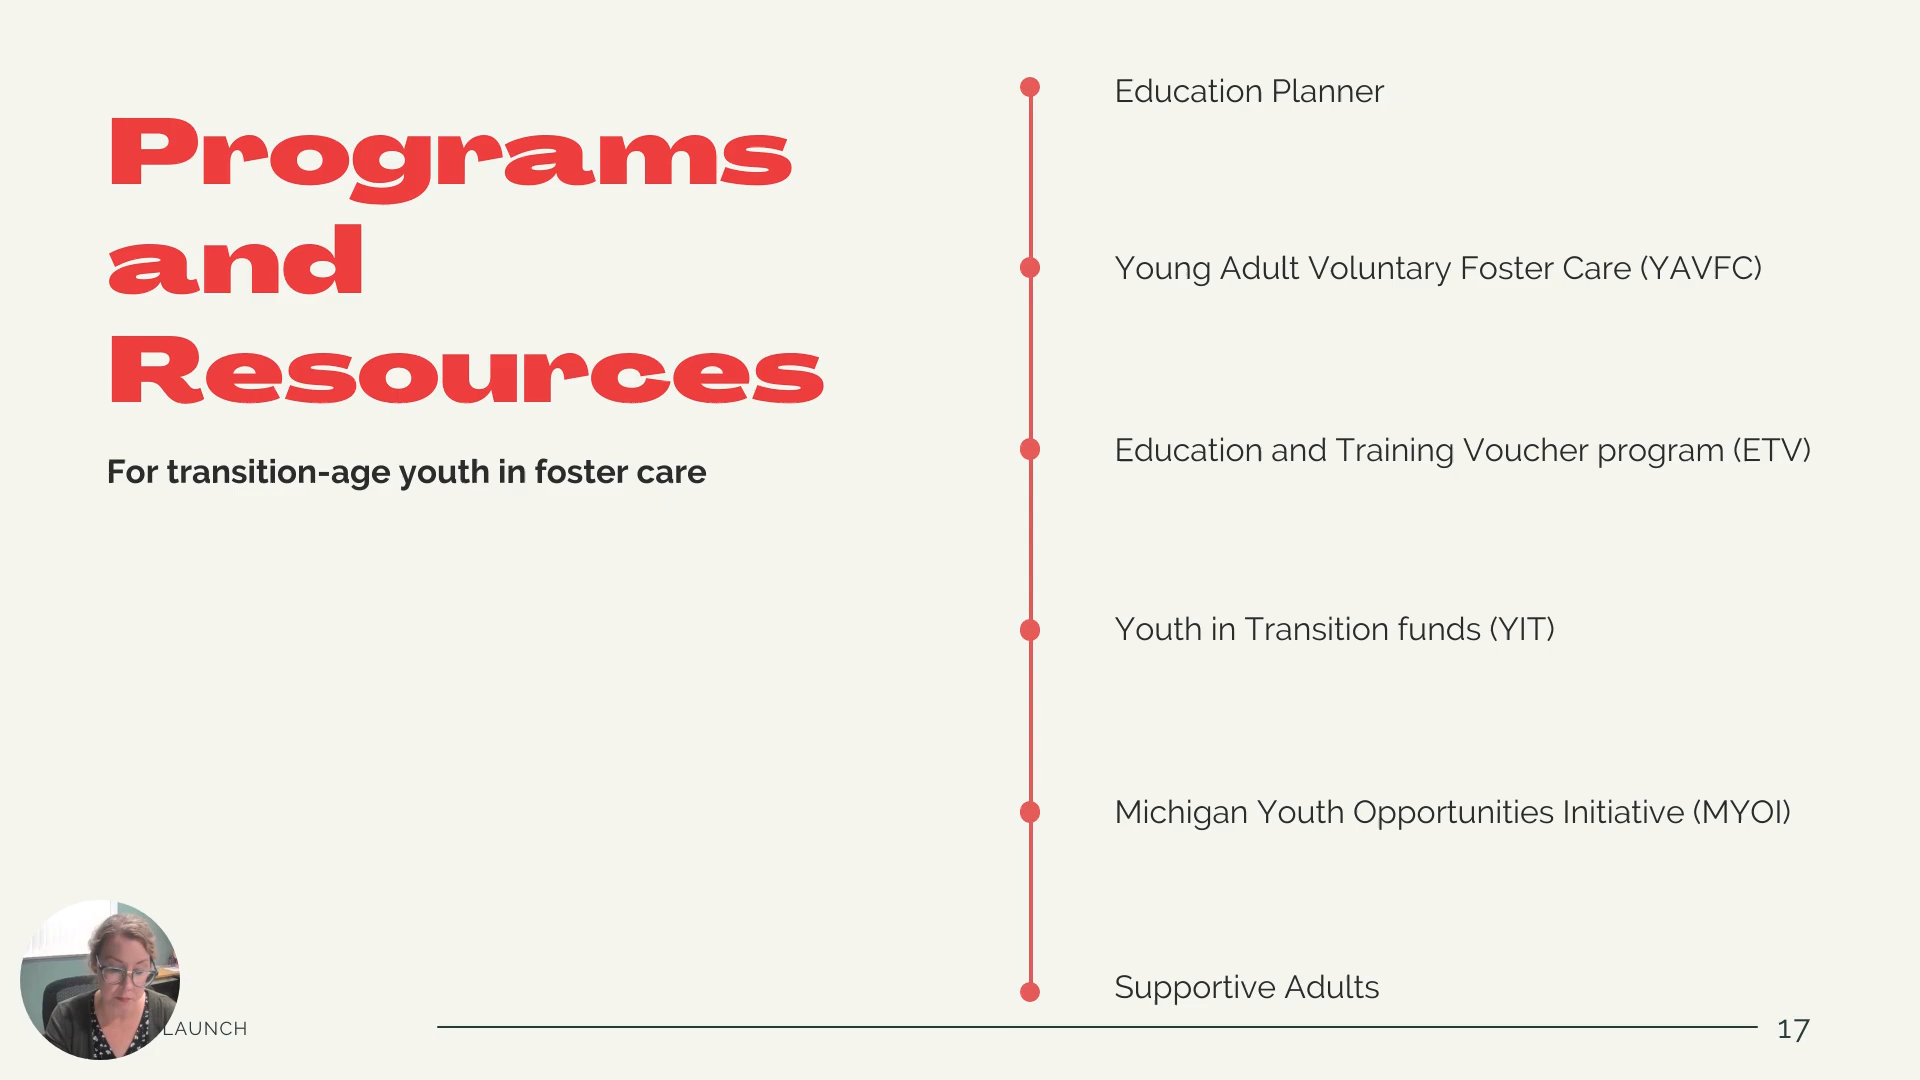 Programs
and
Resources
For transition-age youth in foster care
Education Planner
Young Adult Voluntary Foster Care (YAVFC)
Education and Training Voucher program (ETV)
Youth in Transition funds (YIT)
Michigan Youth Opportunities Initiative (MYOI)
Supportive Adults
LAUNCH
17